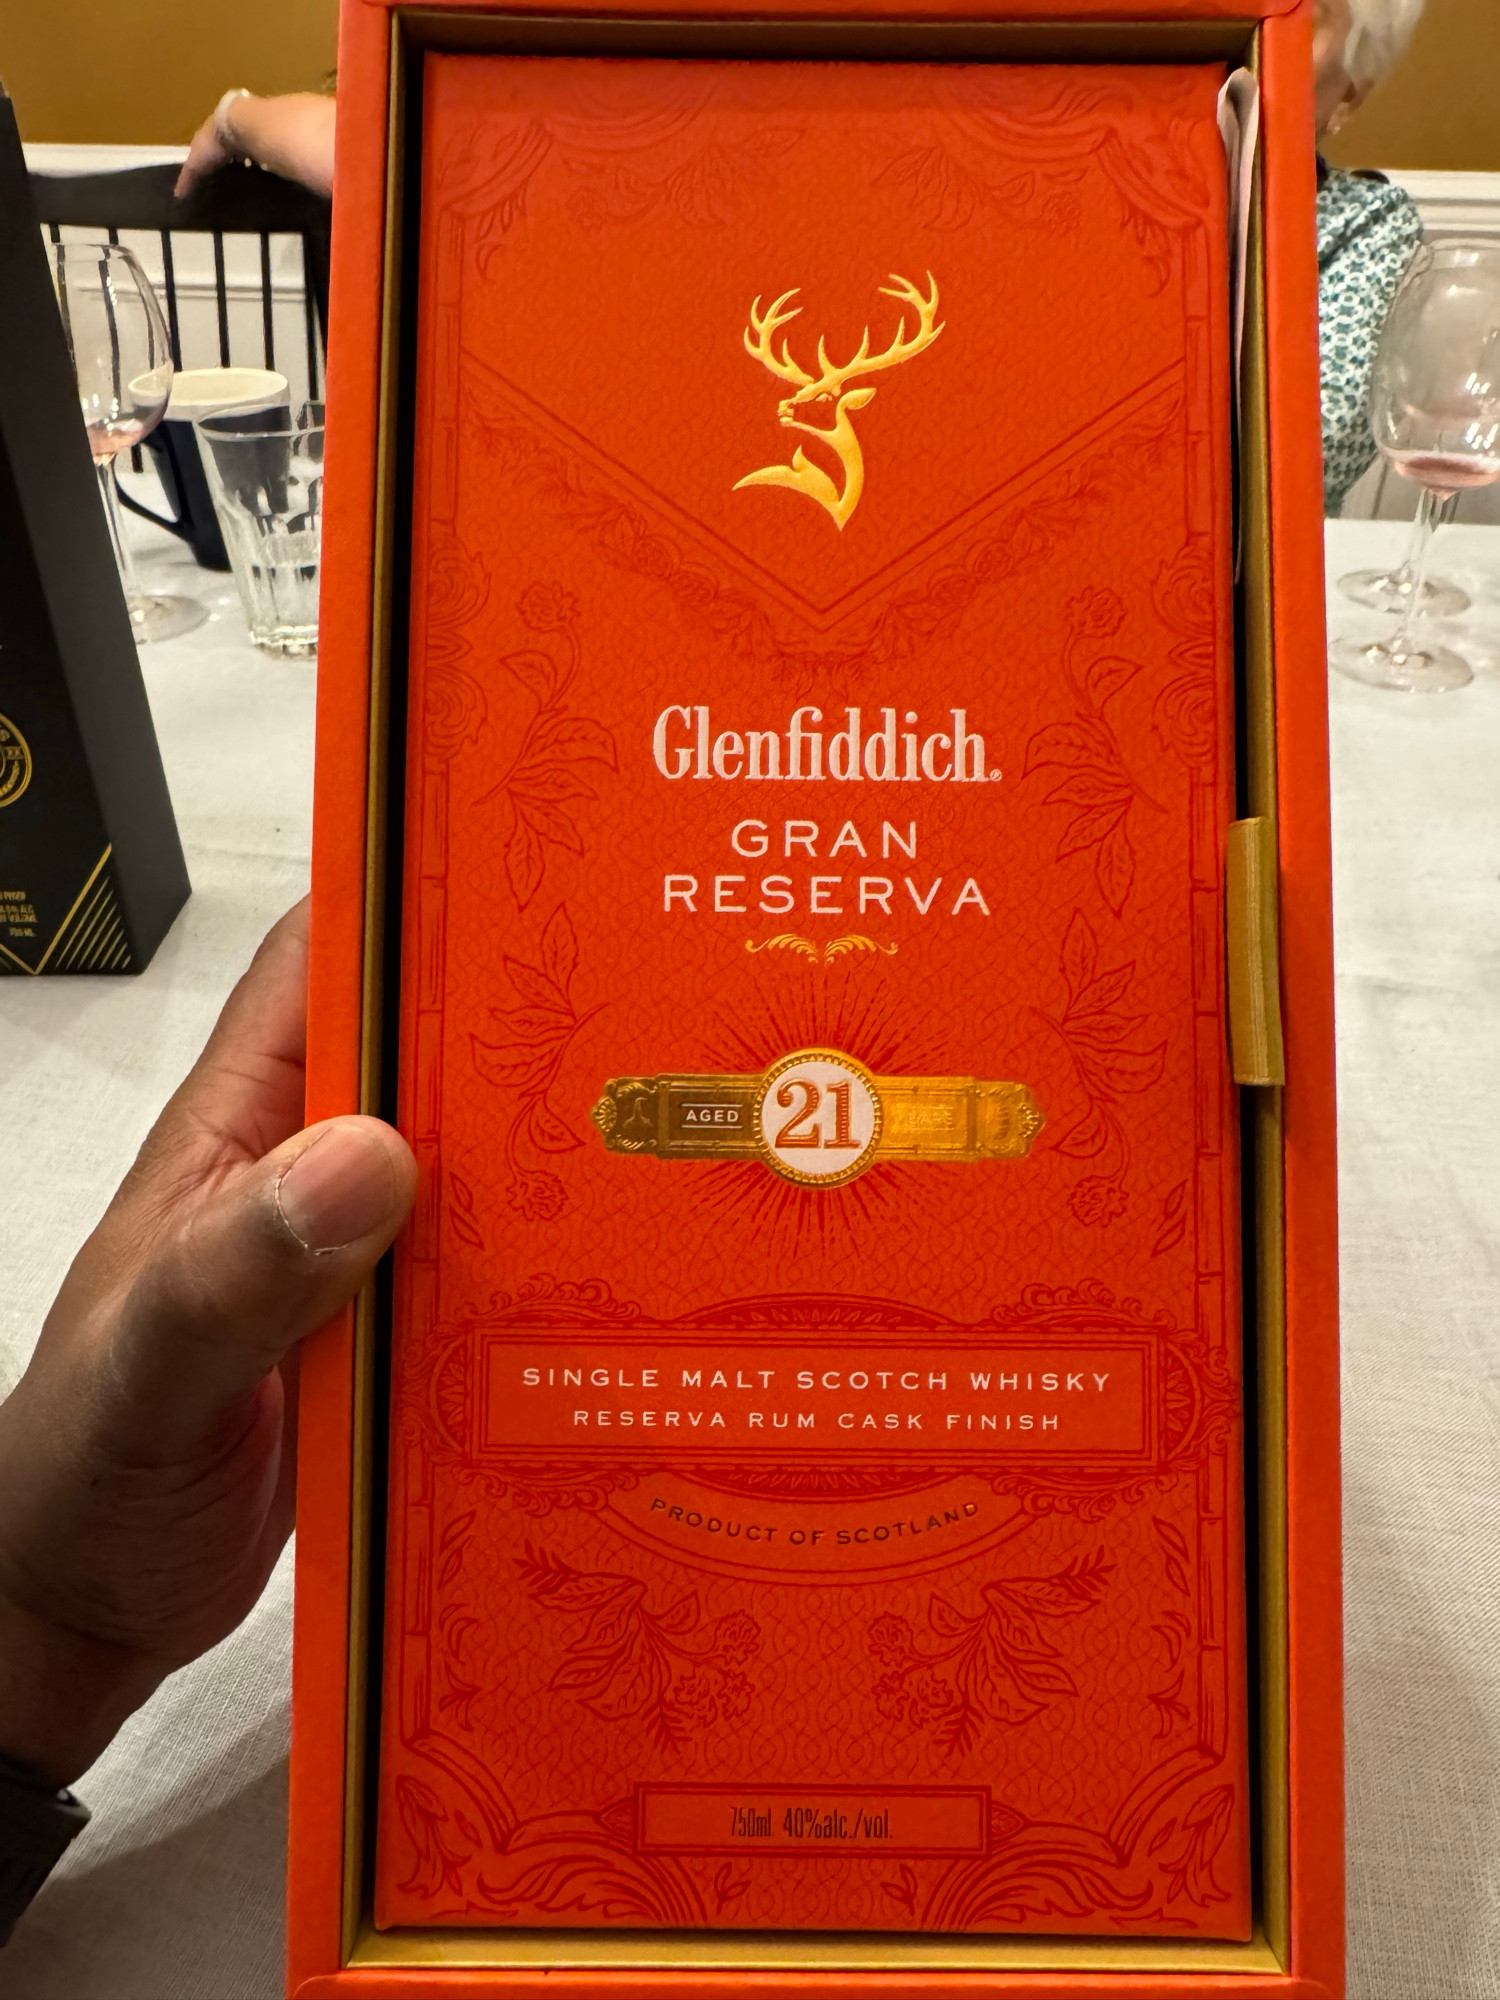 Glenfiddich®
GRAN
RESERVA
AGED 21 YEARS
SINGLE MALT SCOTCH WHISKY
RESERVA RUM CASK FINISH
PRODUCT OF SCOTLAND
750ml. 40%alc./vol.